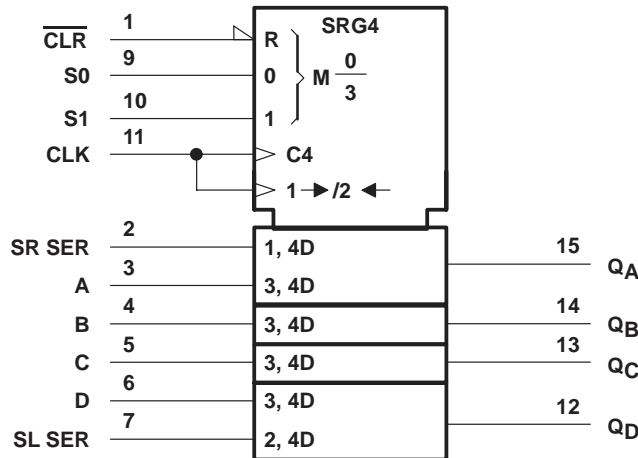 SRG4
CLR 1 R
S0 9 0 M 0/3
S1 10 1
CLK 11 C4
1 /2
SR SER 2 1, 4D
15 QA
A 3 3, 4D
B 4 3, 4D 14 QB
C 5 3, 4D 13 QC
D 6 3, 4D
12 QD
SL SER 7 2, 4D